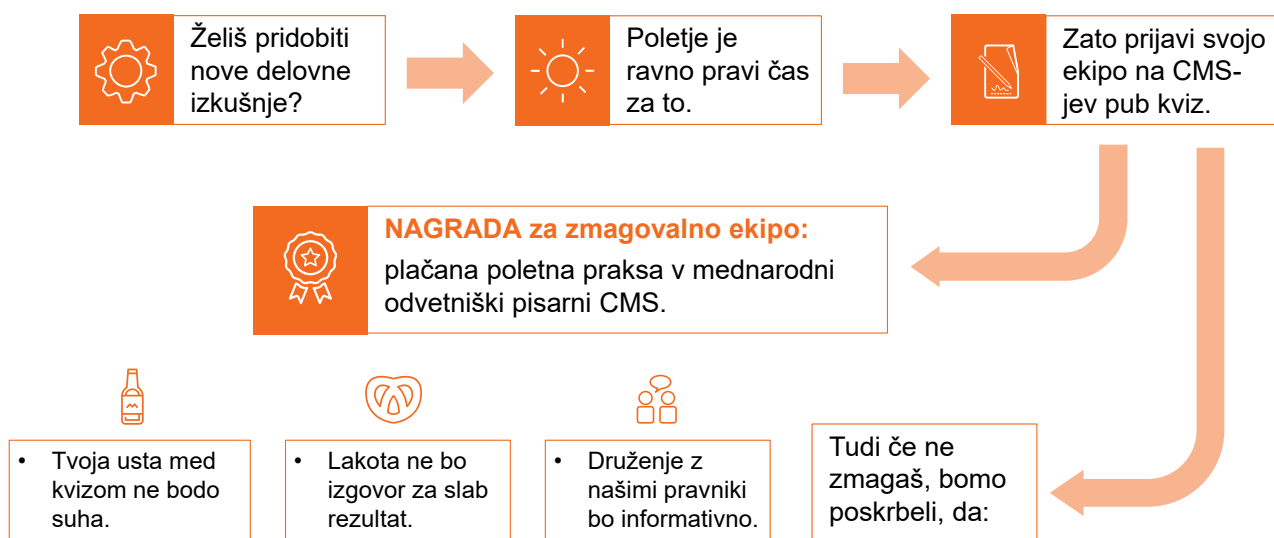 Želiš pridobiti
nove delovne
izkušnje?
Poletje je
ravno pravi čas
za to.
Zato prijavi svojo
ekipo na CMS-
jev pub kviz.
NAGRADA za zmagovalno ekipo:
plačana poletna praksa v mednarodni
odvetniški pisarni CMS.
Tudi če ne
zmagaš, bomo
poskrbeli, da:
• Tvoja usta med
kvizom ne bodo
suha.
• Lakota ne bo
izgovor za slab
rezultat.
• Druženje z
našimi pravniki
bo informativno.